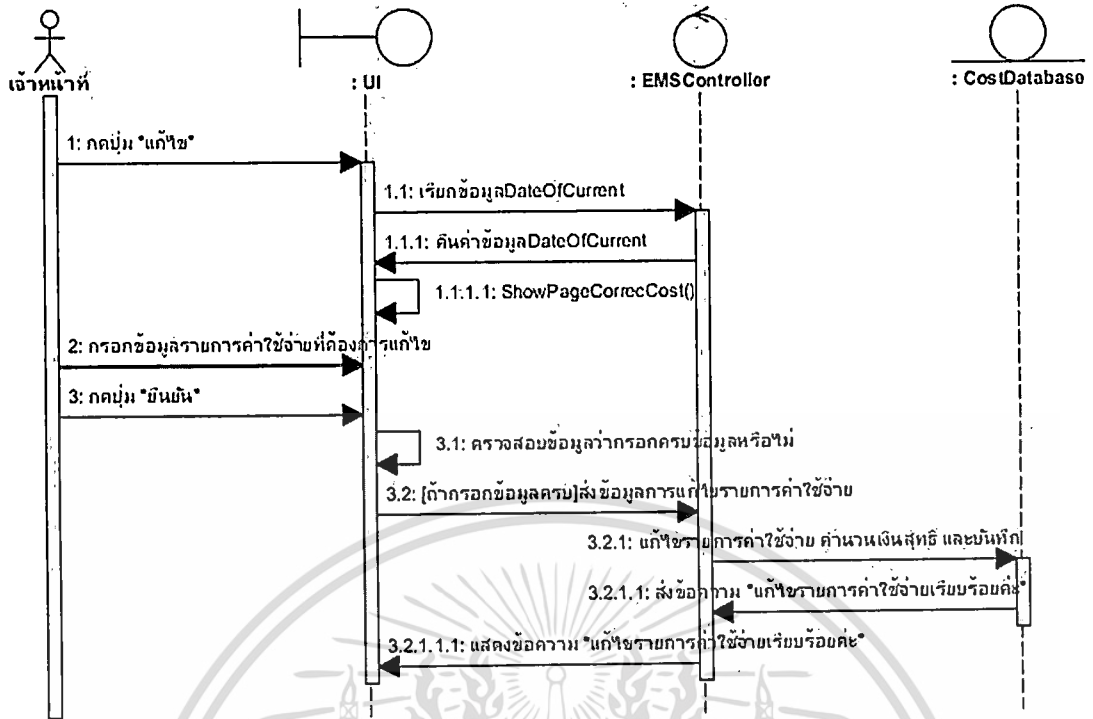 เจ้าหน้าที่
: UI
: EMSController
: CostDatabase
1: กดปุ่ม "แก้ไข"
1.1: เรียกข้อมูลDateOfCurrent
1.1.1: คืนค่าข้อมูลDateOfCurrent
1.1.1.1: ShowPageCorrecCost()
2: กรอกข้อมูลรายการค่าใช้จ่ายที่ต้องการแก้ไข
3: กดปุ่ม "ยืนยัน"
3.1: ตรวจสอบข้อมูลว่ากรอกครบข้อมูลหรือไม่
3.2: [ถ้ากรอกข้อมูลครบ]ส่งข้อมูลการแก้ไขรายการค่าใช้จ่าย
3.2.1: แก้ไขรายการค่าใช้จ่าย คำนวนเงินสุทธิ และบันทึก
3.2.1.1: ส่งข้อความ "แก้ไขรายการค่าใช้จ่ายเรียบร้อยค่ะ"
3.2.1.1.1: แสดงข้อความ "แก้ไขรายการค่าใช้จ่ายเรียบร้อยค่ะ"